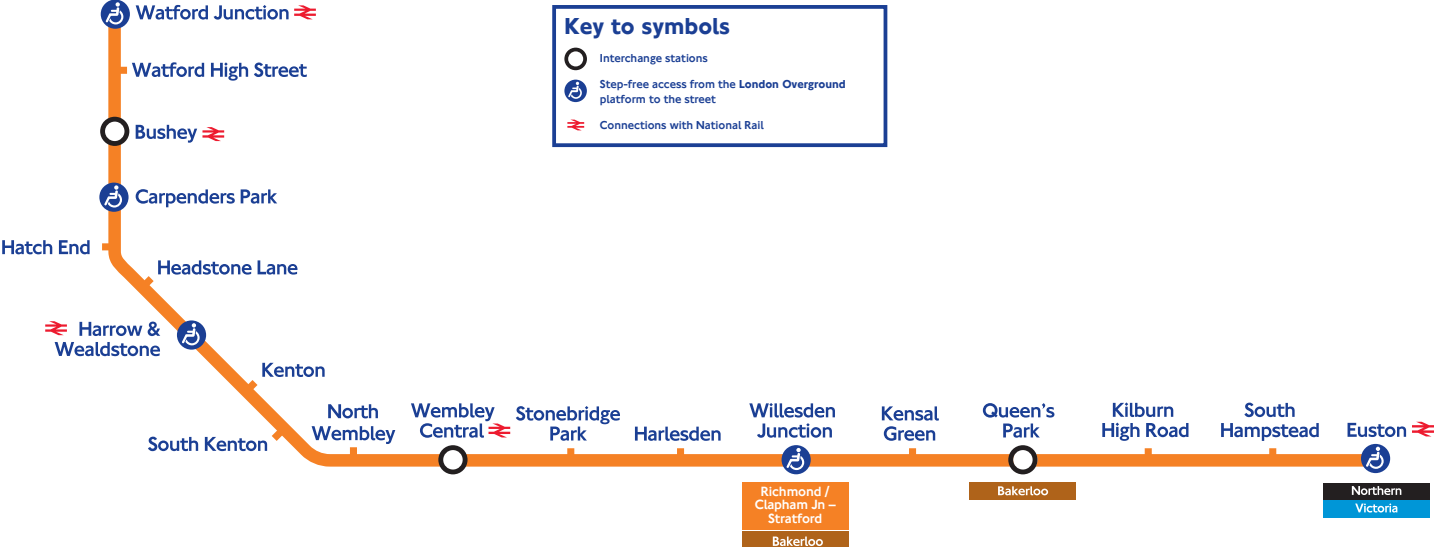 Watford Junction
Watford High Street
Bushey
Carpenders Park
Hatch End
Headstone Lane
Harrow &
Wealdstone
Kenton
South Kenton
North
Wembley
Wembley
Central
Stonebridge
Park
Harlesden
Willesden
Junction
Richmond /
Clapham Jn –
Stratford
Bakerloo
Kensal
Green
Queen's
Park
Bakerloo
Kilburn
High Road
South
Hampstead
Euston
Northern
Victoria
Key to symbols
Interchange stations
Step-free access from the London Overground
platform to the street
Connections with National Rail